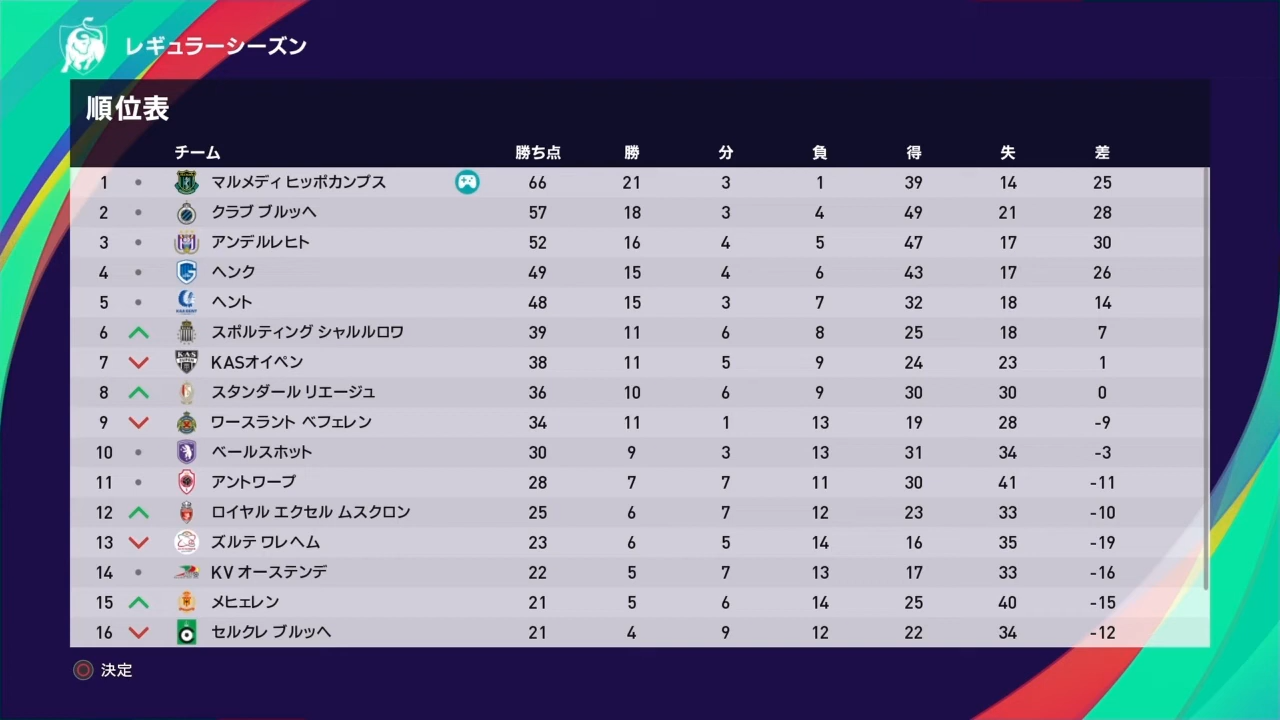 レギュラーシーズン
順位表
チーム 勝ち点 勝 分 負 得 失 差
1 マルメディ ヒッポカンプス 66 21 3 1 39 14 25
2 クラブ ブルッヘ 57 18 3 4 49 21 28
3 アンデルレヒト 52 16 4 5 47 17 30
4 ヘンク 49 15 4 6 43 17 26
5 ヘント 48 15 3 7 32 18 14
6 スポルティング シャルルロワ 39 11 6 8 25 18 7
7 KASオイペン 38 11 5 9 24 23 1
8 スタンダール リエージュ 36 10 6 9 30 30 0
9 ワースラント ベフェレン 34 11 1 13 19 28 -9
10 ベールスホット 30 9 3 13 31 34 -3
11 アントワープ 28 7 7 11 30 41 -11
12 ロイヤル エクセル ムスクロン 25 6 7 12 23 33 -10
13 ズルテ ワレヘム 23 6 5 14 16 35 -19
14 KV オーステンデ 22 5 7 13 17 33 -16
15 メヒェレン 21 5 6 14 25 40 -15
16 セルクレ ブルッヘ 21 4 9 12 22 34 -12
決定